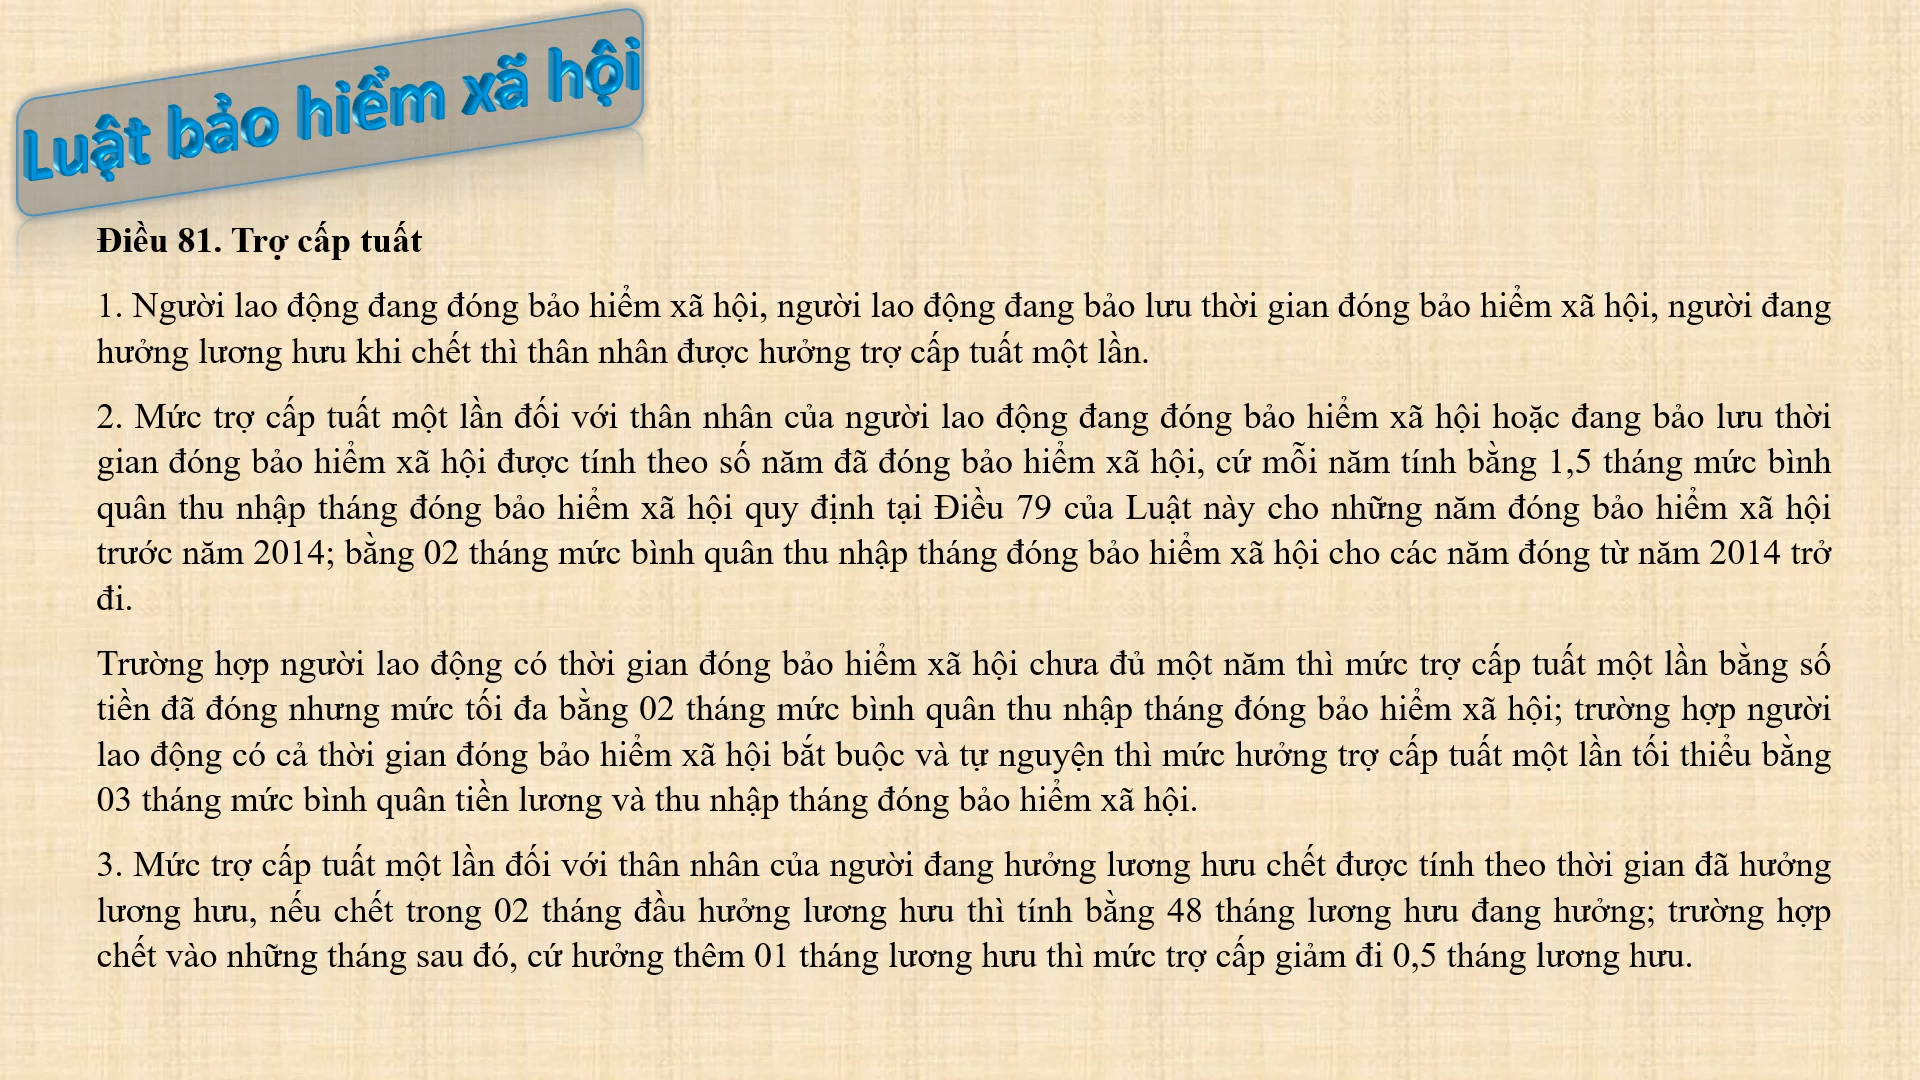 Luật bảo hiểm xã hội
Điều 81. Trợ cấp tuất
1. Người lao động đang đóng bảo hiểm xã hội, người lao động đang bảo lưu thời gian đóng bảo hiểm xã hội, người đang
hưởng lương hưu khi chết thì thân nhân được hưởng trợ cấp tuất một lần.
2. Mức trợ cấp tuất một lần đối với thân nhân của người lao động đang đóng bảo hiểm xã hội hoặc đang bảo lưu thời
gian đóng bảo hiểm xã hội được tính theo số năm đã đóng bảo hiểm xã hội, cứ mỗi năm tính bằng 1,5 tháng mức bình
quân thu nhập tháng đóng bảo hiểm xã hội quy định tại Điều 79 của Luật này cho những năm đóng bảo hiểm xã hội
trước năm 2014; bằng 02 tháng mức bình quân thu nhập tháng đóng bảo hiểm xã hội cho các năm đóng từ năm 2014 trở
đi.
Trường hợp người lao động có thời gian đóng bảo hiểm xã hội chưa đủ một năm thì mức trợ cấp tuất một lần bằng số
tiền đã đóng nhưng mức tối đa bằng 02 tháng mức bình quân thu nhập tháng đóng bảo hiểm xã hội; trường hợp người
lao động có cả thời gian đóng bảo hiểm xã hội bắt buộc và tự nguyện thì mức hưởng trợ cấp tuất một lần tối thiểu bằng
03 tháng mức bình quân tiền lương và thu nhập tháng đóng bảo hiểm xã hội.
3. Mức trợ cấp tuất một lần đối với thân nhân của người đang hưởng lương hưu chết được tính theo thời gian đã hưởng
lương hưu, nếu chết trong 02 tháng đầu hưởng lương hưu thì tính bằng 48 tháng lương hưu đang hưởng; trường hợp
chết vào những tháng sau đó, cứ hưởng thêm 01 tháng lương hưu thì mức trợ cấp giảm đi 0,5 tháng lương hưu.